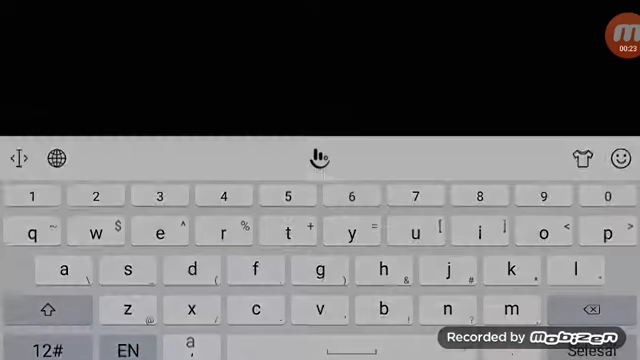 00:23
1 2 3 4 5 6 7 8 9 0
q ~ w $ e ^ r % t + y = u [ i ] o < p >
a \ s _ d ( f g ) h & j # k * l
z @ x / c v b n m
Recorded by mobizen
12# EN a , Selesai